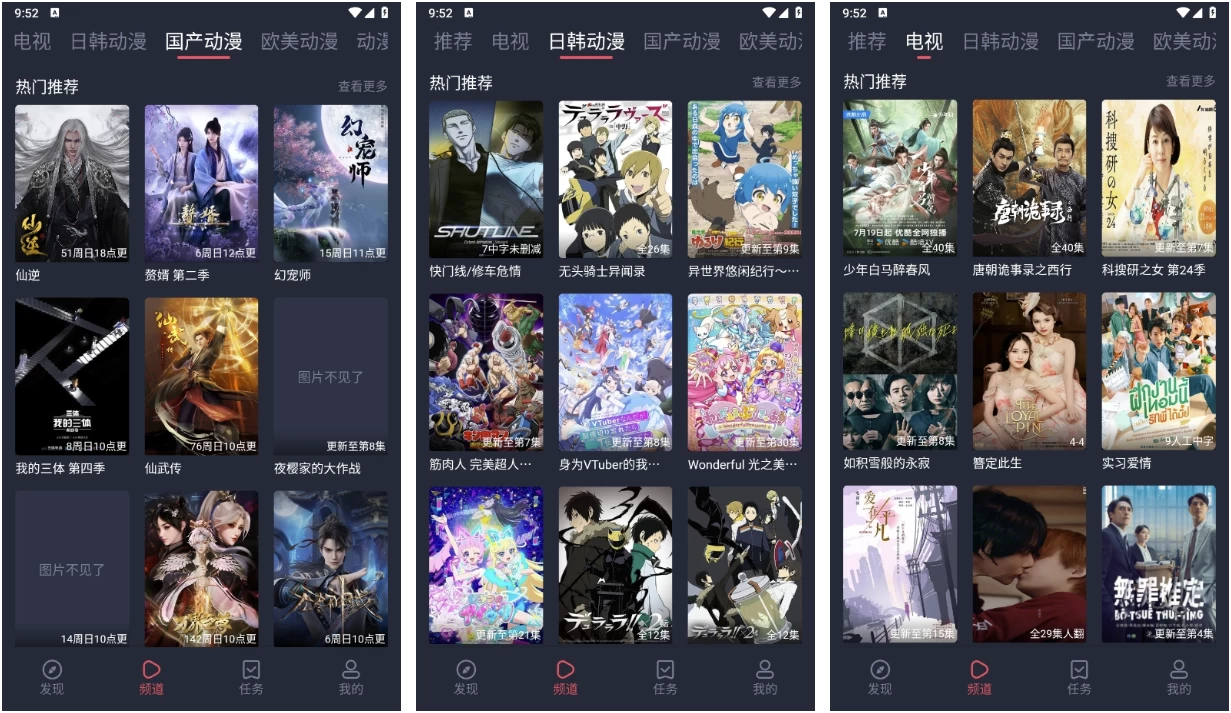 9:52
A
电视 日韩动漫 国产动漫 欧美动漫 动漫
热门推荐 查看更多
仙逆
51周日18点更
赘婿
6周日12点更
幻宠师
15周日11点更
仙逆 赘婿 第二季 幻宠师
三体
我的三体
8周日10点更
仙武传
76周日10点更
图片不见了
更新至第8集
我的三体 第四季 仙武传 夜樱家的大作战
图片不见了
14周日10点更
142周日10点更
6周日10点更
发现 频道 任务 我的
9:52
A
推荐 电视 日韩动漫 国产动漫 欧美动漫
热门推荐 查看更多
SHUTLINE
7中字未删减
デュラララヴァーズ
全26集
更新至第9集
快门线/修车危情 无头骑士异闻录 异世界悠闲纪行～…
更新至第7集
更新至第8集
更新至第30集
筋肉人 完美超人… 身为VTuber的我… Wonderful 光之美…
更新至第21集
デュラララ!!×2
全12集
デュラララ!!×2
全12集
发现 频道 任务 我的
9:52
A
推荐 电视 日韩动漫 国产动漫 欧美动漫
热门推荐 查看更多
7月19日起 优酷全网独播
优酷
全40集
唐朝诡事录
全40集
科搜研の女
24
更新至第7集
少年白马醉春风 唐朝诡事录之西行 科搜研之女 第24季
更新至第8集
THE LOYAL PIN
4-4
9人工中字
如积雪般的永寂 簪定此生 实习爱情
更新至第15集
全29集人翻
無罪推定
BO-TSUE THUI-TING
更新至第4集
发现 频道 任务 我的